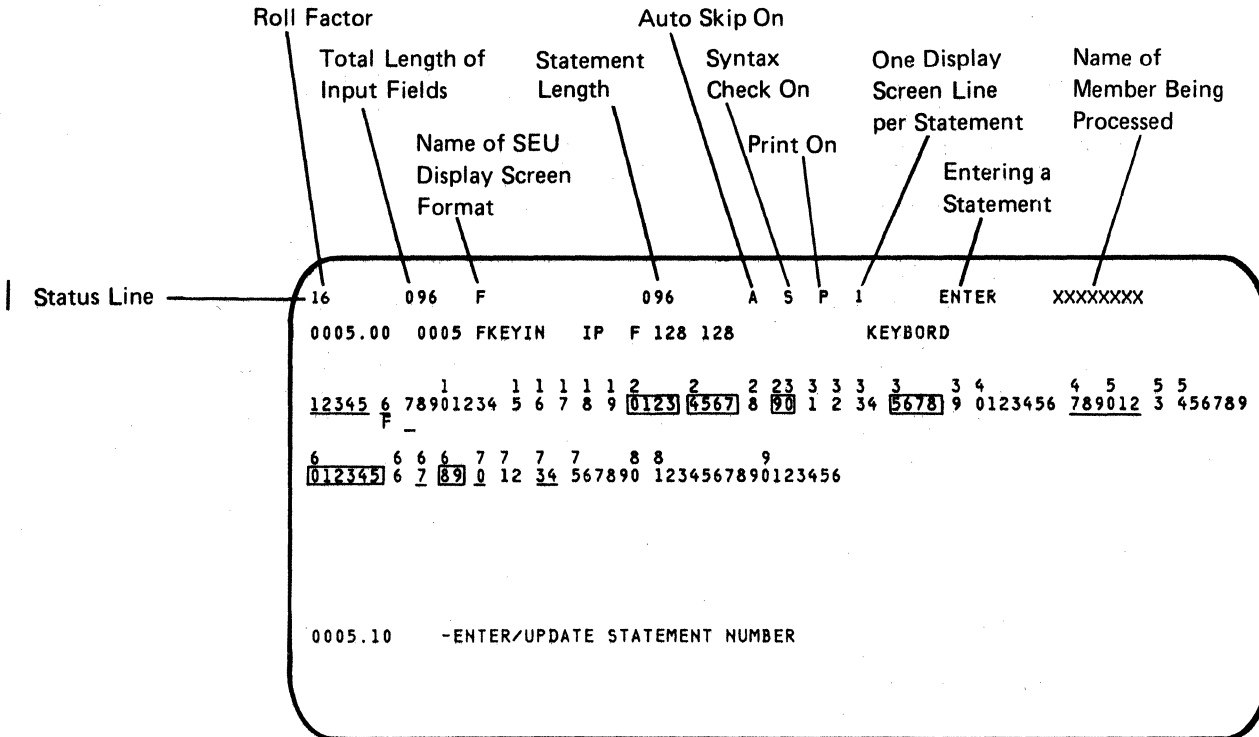 Roll Factor
Auto Skip On
Total Length of Input Fields
Statement Length
Syntax Check On
One Display Screen Line per Statement
Name of Member Being Processed
Name of SEU Display Screen Format
Print On
Entering a Statement
Status Line
16 096 F 096 A S P 1 ENTER XXXXXXXX
0005.00 0005 FKEYIN IP F 128 128 KEYBORD
1 1 1 1 1 1 2 2 2 23 3 3 3 3 3 4 4 5 5 5
12345 6 78901234 5 6 7 8 9 0123 4567 8 90 1 2 34 5678 9 0123456 789012 3 456789
F _
6 6 6 6 7 7 7 7 8 8 9
012345 6 7 89 0 12 34 567890 1234567890123456
0005.10 -ENTER/UPDATE STATEMENT NUMBER